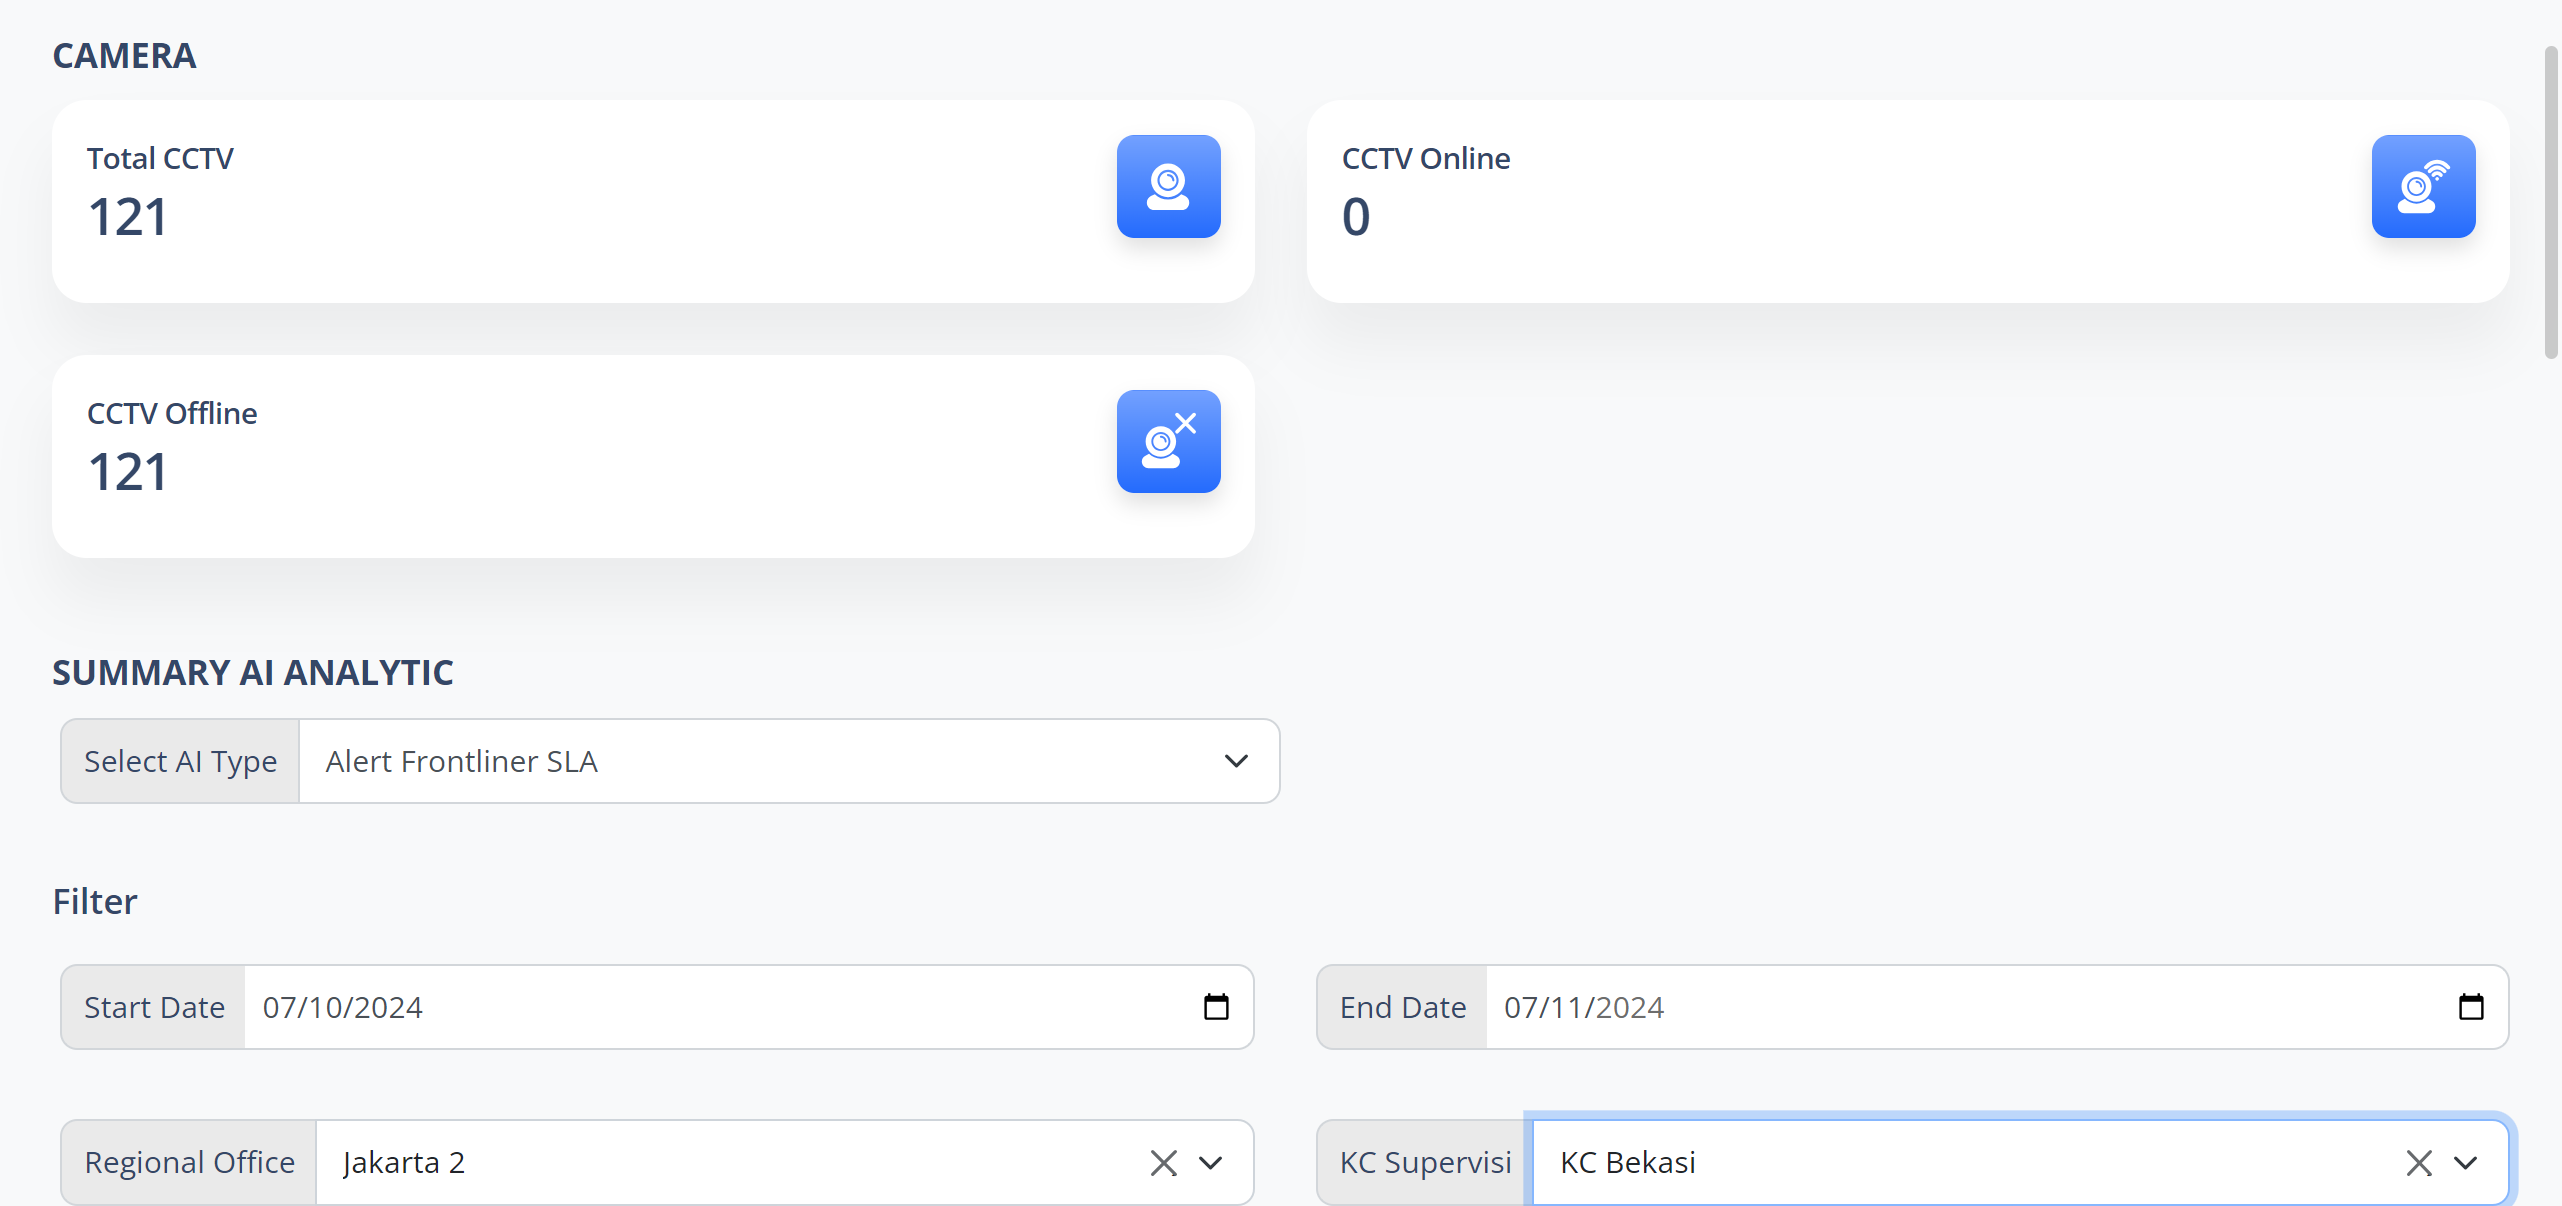 CAMERA
Total CCTV
121
CCTV Online
0
CCTV Offline
121
SUMMARY AI ANALYTIC
Select AI Type
Alert Frontliner SLA
Filter
Start Date
07/10/2024
End Date
07/11/2024
Regional Office
Jakarta 2
KC Supervisi
KC Bekasi